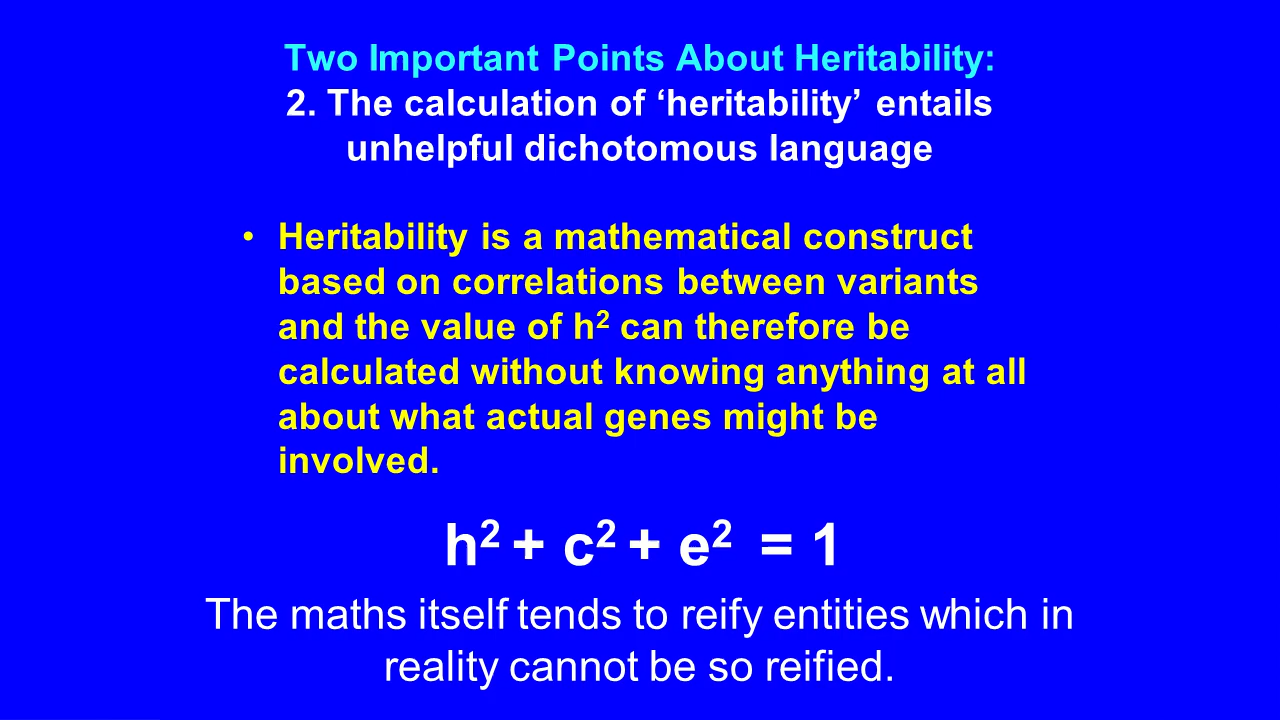 Two Important Points About Heritability:
2. The calculation of ‘heritability’ entails
unhelpful dichotomous language
• Heritability is a mathematical construct
based on correlations between variants
and the value of h² can therefore be
calculated without knowing anything at all
about what actual genes might be
involved.
h² + c² + e² = 1
The maths itself tends to reify entities which in
reality cannot be so reified.